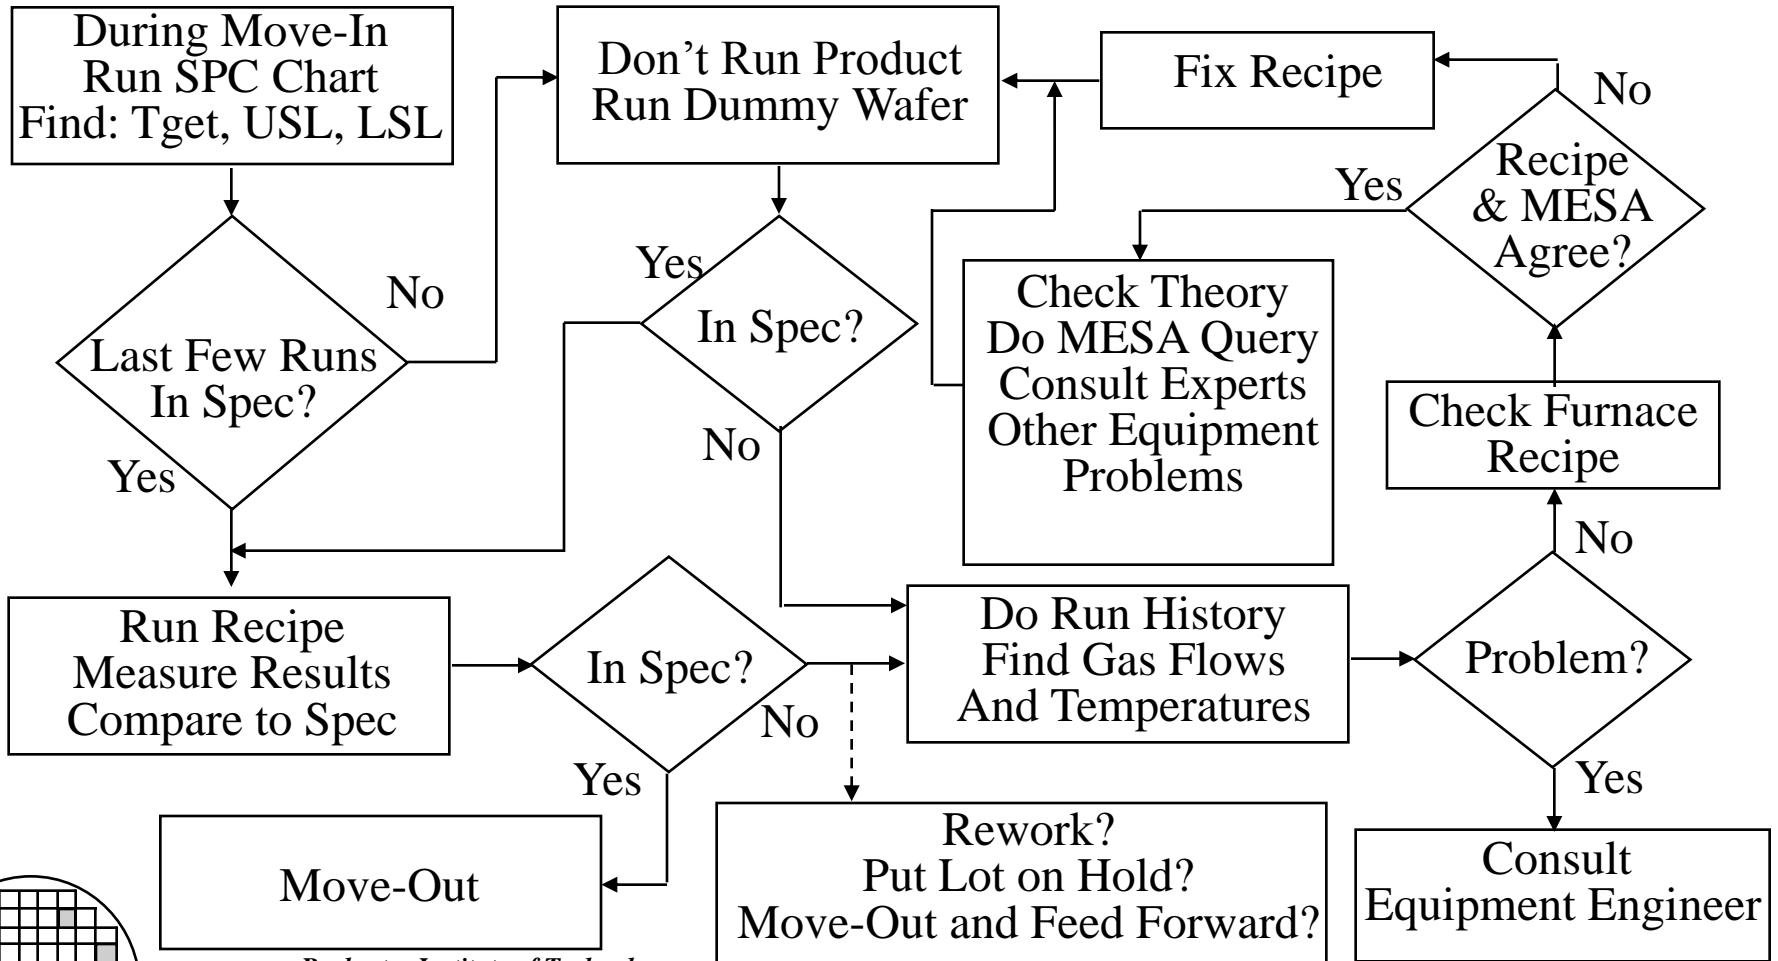 During Move-In
Run SPC Chart
Find: Tget, USL, LSL
Don’t Run Product
Run Dummy Wafer
Fix Recipe
No
Recipe
& MESA
Agree?
Yes
No
Last Few Runs
In Spec?
Yes
Yes
In Spec?
No
Check Theory
Do MESA Query
Consult Experts
Other Equipment
Problems
Check Furnace
Recipe
No
Run Recipe
Measure Results
Compare to Spec
In Spec?
No
Yes
Do Run History
Find Gas Flows
And Temperatures
Problem?
Yes
Move-Out
Rework?
Put Lot on Hold?
Move-Out and Feed Forward?
Consult
Equipment Engineer